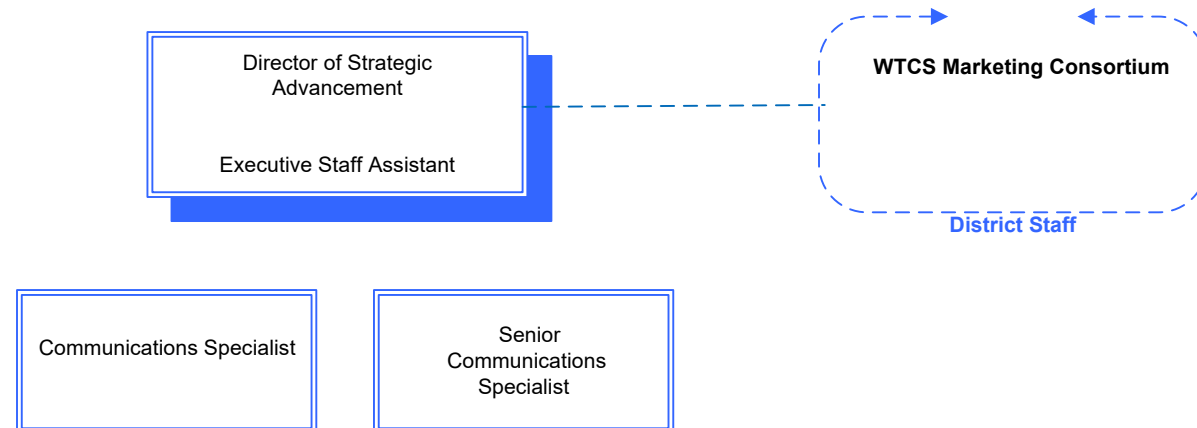 Director of Strategic
Advancement
Executive Staff Assistant
WTCS Marketing Consortium
District Staff
Communications Specialist
Senior
Communications
Specialist